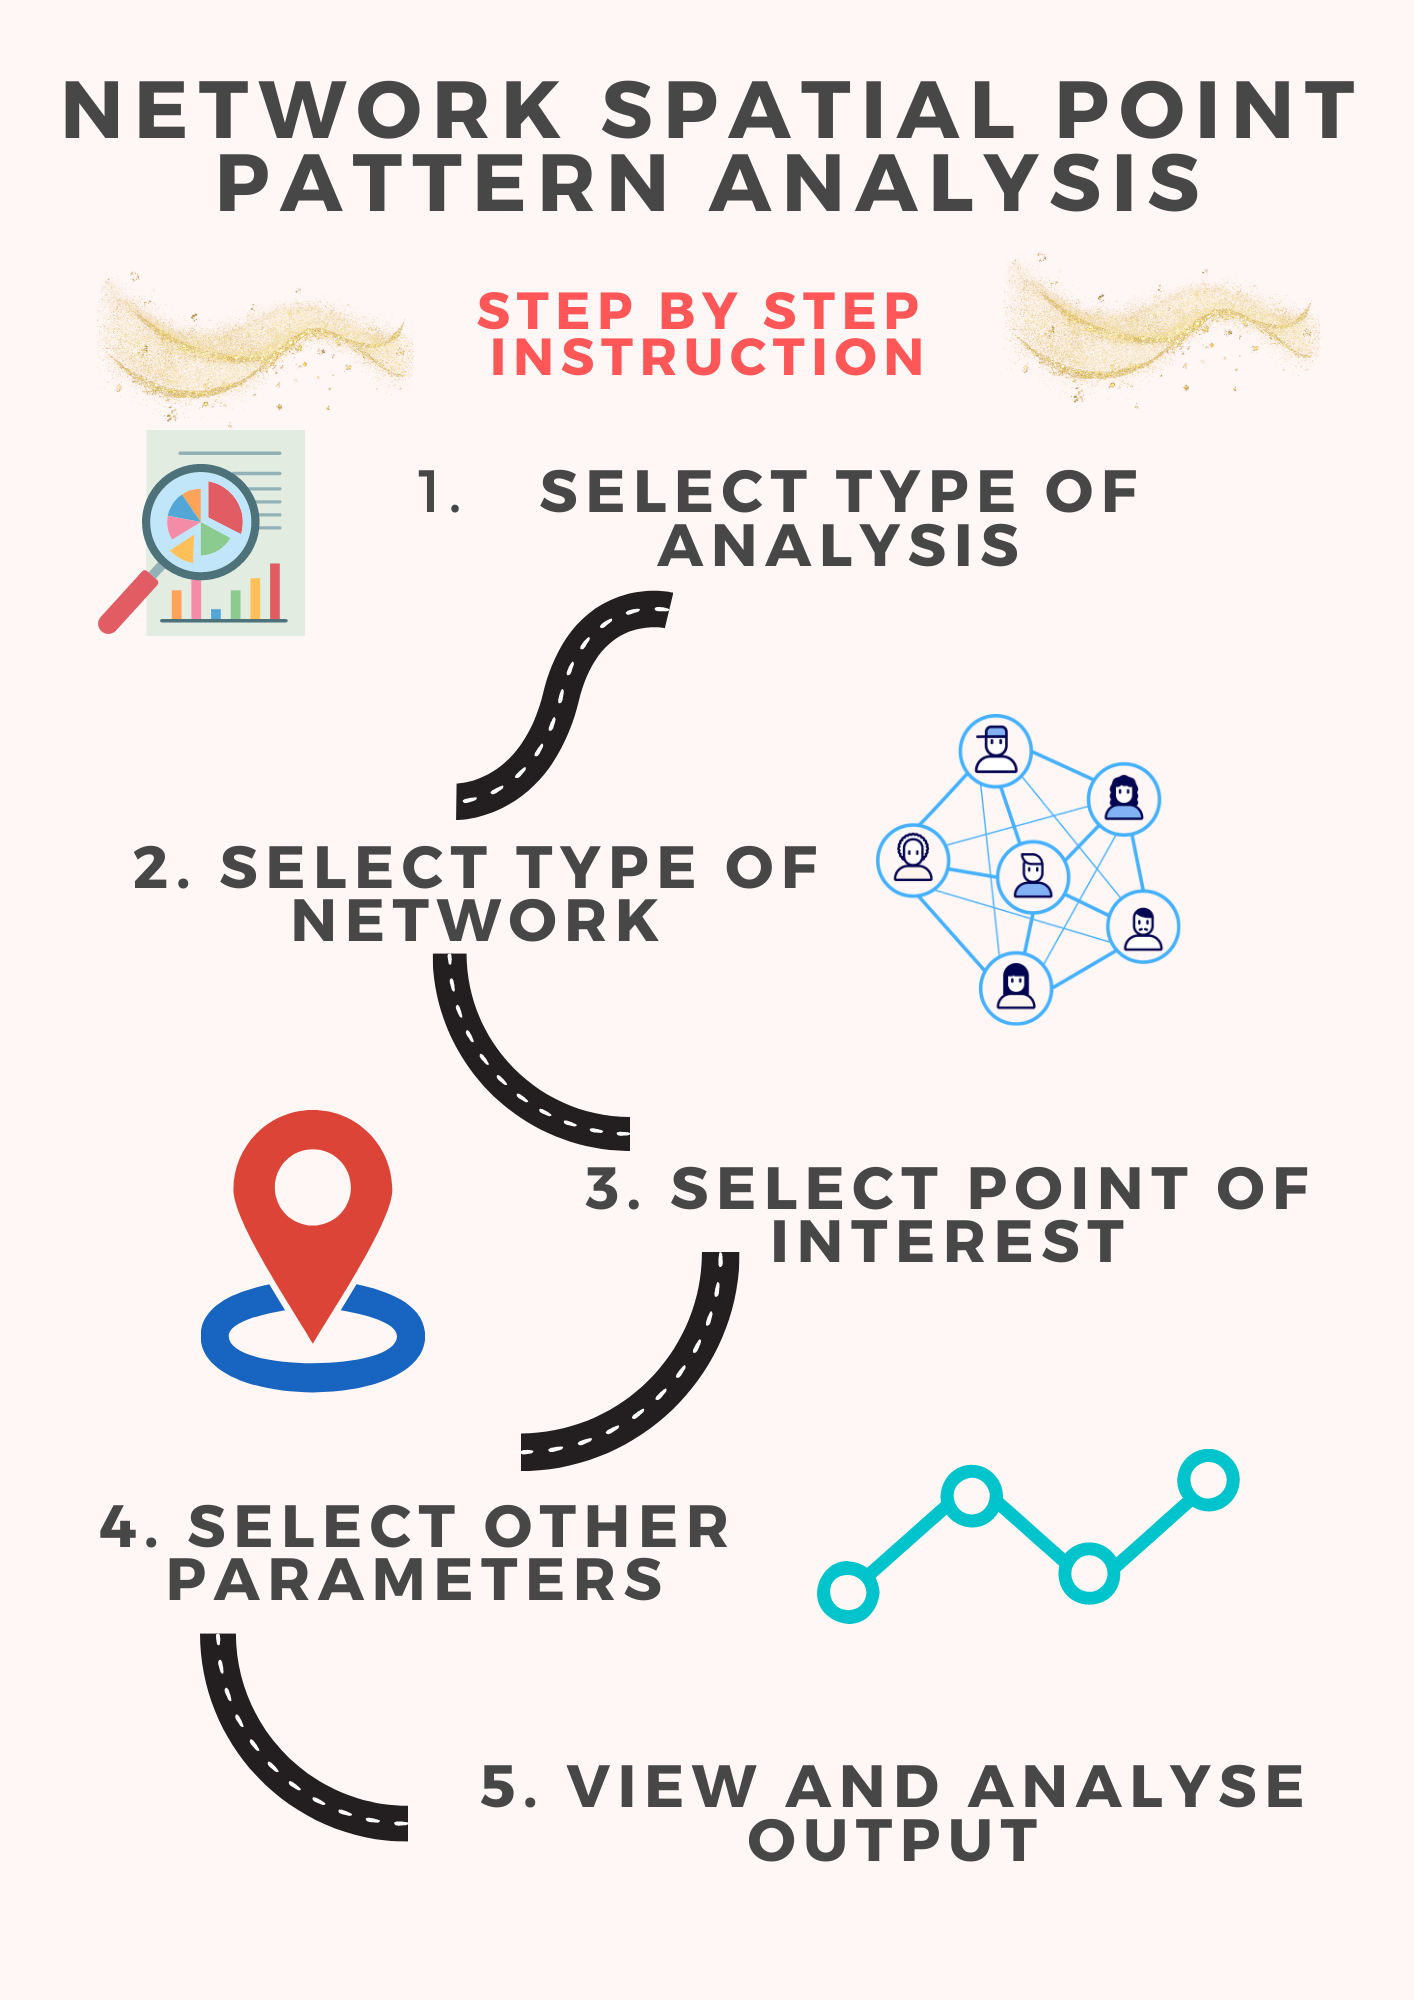 NETWORK SPATIAL POINT
PATTERN ANALYSIS
STEP BY STEP
INSTRUCTION
1. SELECT TYPE OF
ANALYSIS
2. SELECT TYPE OF
NETWORK
3. SELECT POINT OF
INTEREST
4. SELECT OTHER
PARAMETERS
5. VIEW AND ANALYSE
OUTPUT